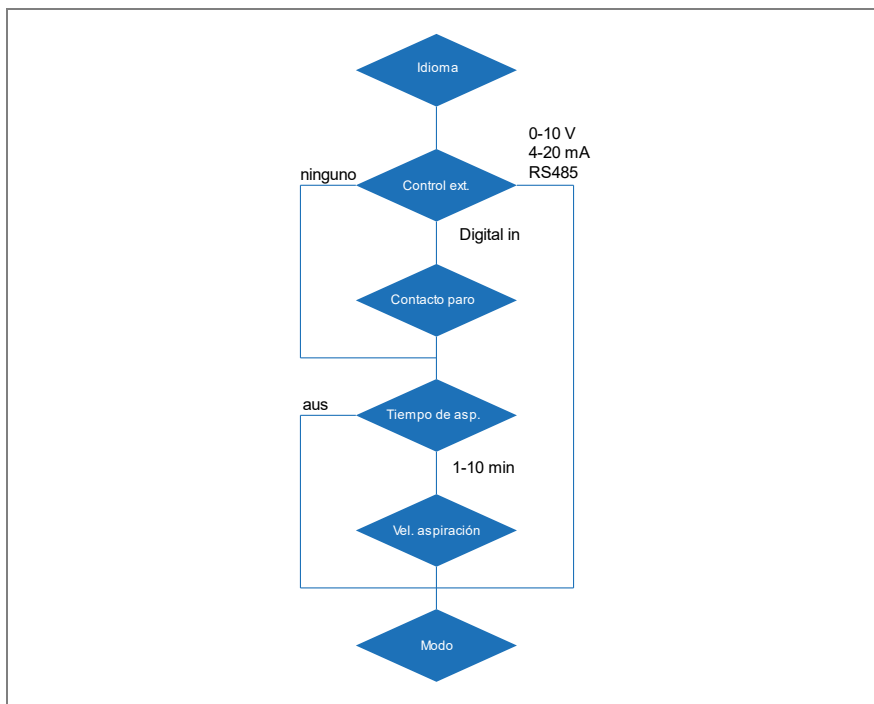 Idioma
0-10 V
4-20 mA
RS485
ninguno
Control ext.
Digital in
Contacto paro
aus
Tiempo de asp.
1-10 min
Vel. aspiración
Modo